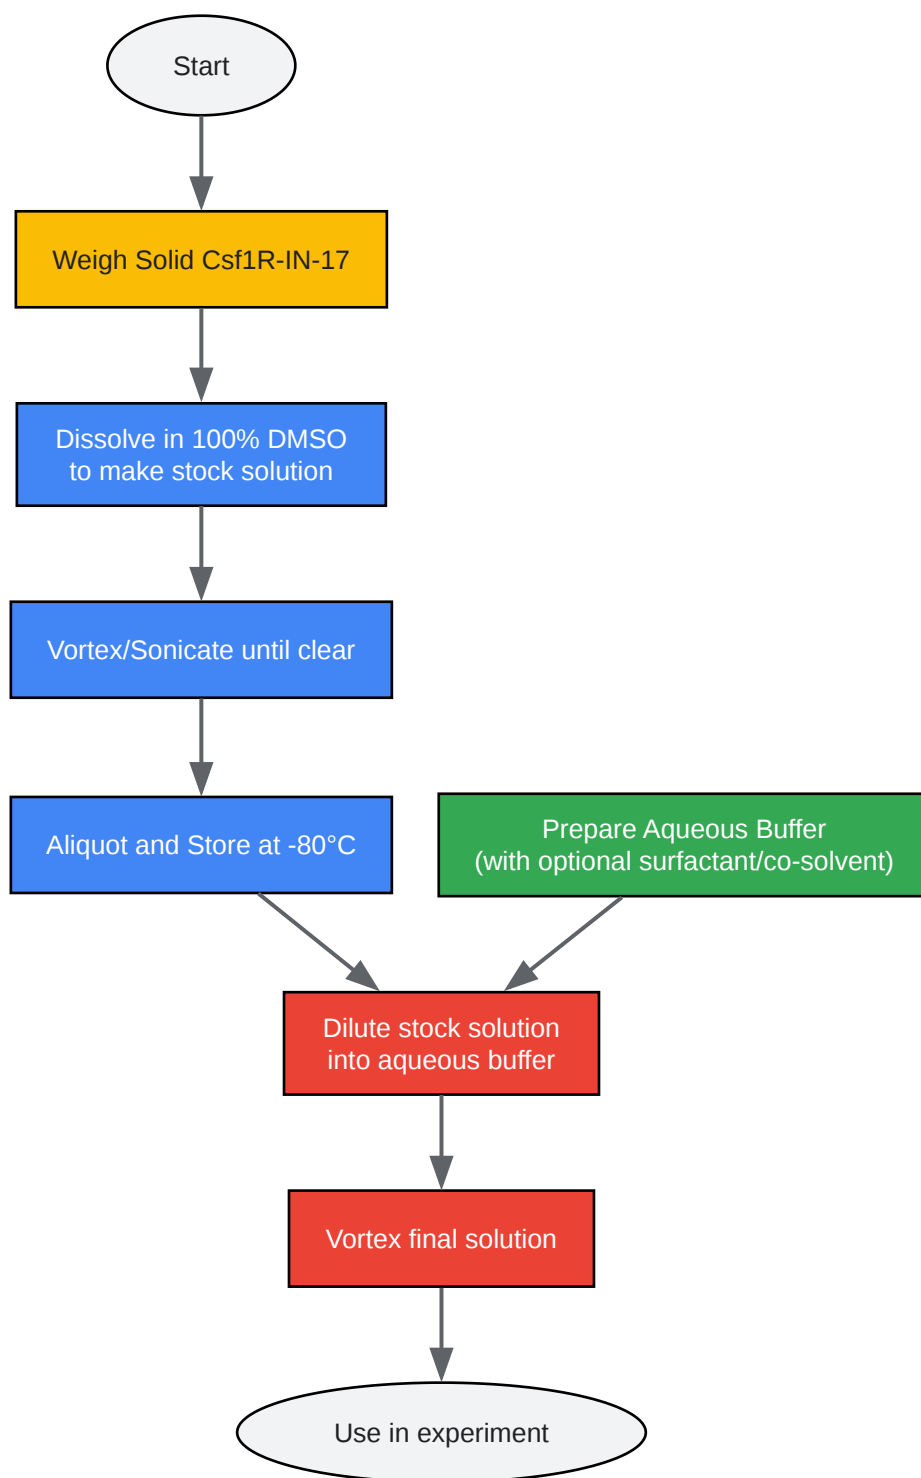 Start
Weigh Solid Csf1R-IN-17
Dissolve in 100% DMSO
to make stock solution
Vortex/Sonicate until clear
Aliquot and Store at -80°C
Prepare Aqueous Buffer
(with optional surfactant/co-solvent)
Dilute stock solution
into aqueous buffer
Vortex final solution
Use in experiment